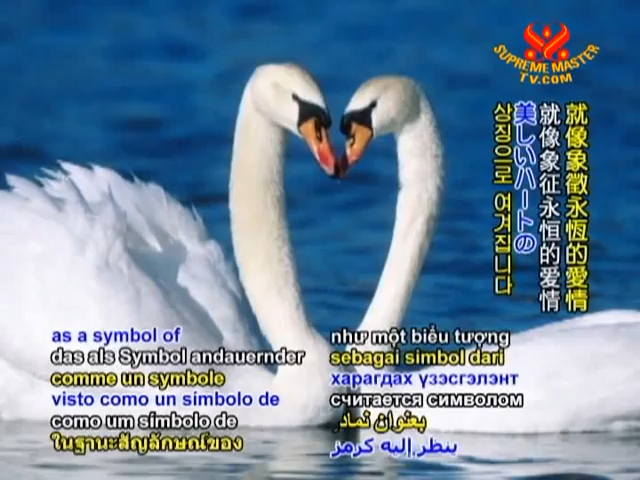 SUPREME MASTER
TV.COM
就像象徵永恆的愛情
就像象征永恒的爱情
美しいハートの
상징으로 여겨집니다
as a symbol of
das als Symbol andauernder
comme un symbole
visto como un símbolo de
como um símbolo de
ในฐานะสัญลักษณ์ของ
như một biểu tượng
sebagai simbol dari
харагдах үзэсгэлэнт
считается символом
بعنوان نماد
ينظر إليه كرمز